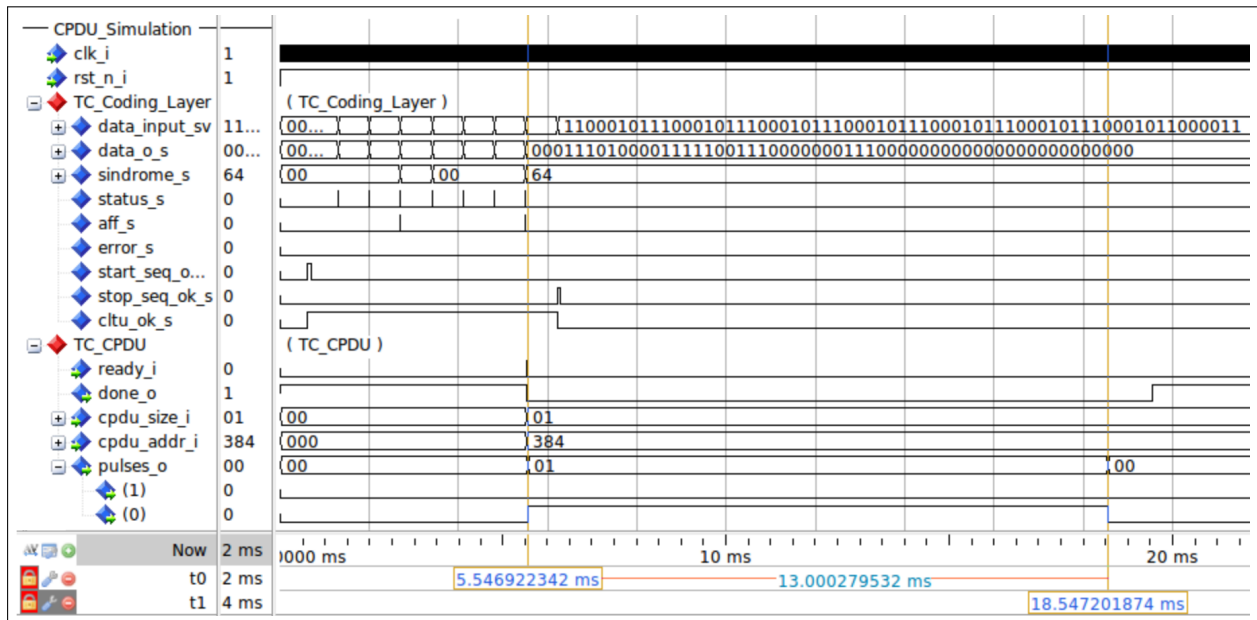 CPDU_Simulation
clk_i 1
rst_n_i 1
TC_Coding_Layer ( TC_Coding_Layer )
data_input_sv 11... 00... 11000101110001011100010111000101110001011100010111000101 1000011
data_o_s 00... 00... 0001110100001111110011100000001110000000000000000000000000
sindrome_s 64 00 00 64
status_s 0
aff_s 0
error_s 0
start_seq_o... 0
stop_seq_ok_s 0
cltu_ok_s 0
TC_CPDU ( TC_CPDU )
ready_i 0
done_o 1
cpdu_size_i 01 00 01
cpdu_addr_i 384 000 384
pulses_o 00 00 01 00
(1) 0
(0) 0
Now 2 ms 0000 ms 10 ms 20 ms
t0 2 ms 5.546922342 ms 13.000279532 ms
t1 4 ms 18.547201874 ms